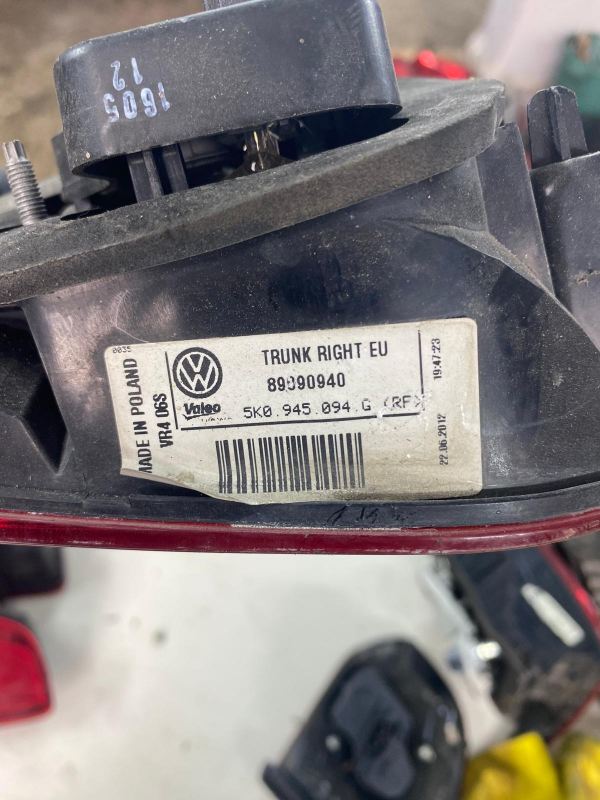 1605
12
0035
MADE IN POLAND
VR4 06S
TRUNK RIGHT EU
89090940
Valeo
5K0.945.094.G (RF)
22.06.2012 19:47:23